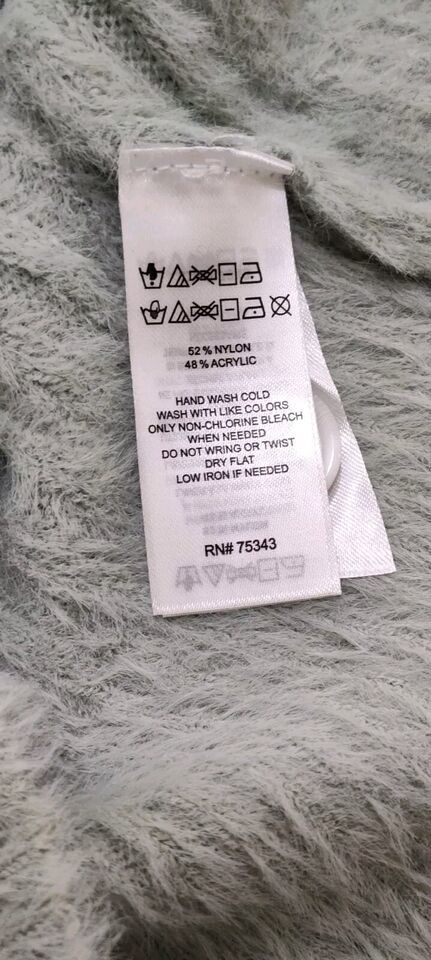 52 % NYLON
48 % ACRYLIC
HAND WASH COLD
WASH WITH LIKE COLORS
ONLY NON-CHLORINE BLEACH
WHEN NEEDED
DO NOT WRING OR TWIST
DRY FLAT
LOW IRON IF NEEDED
RN# 75343